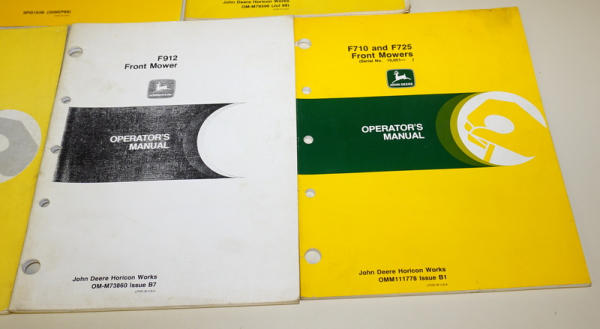 John Deere Horicon Works
F912
Front Mower
JOHN DEERE
OPERATOR'S
MANUAL
John Deere Horicon Works
OM-M73860 Issue B7
F710 and F725
Front Mowers
JOHN DEERE
OPERATOR'S
MANUAL
John Deere Horicon Works
OMM111778 Issue B1